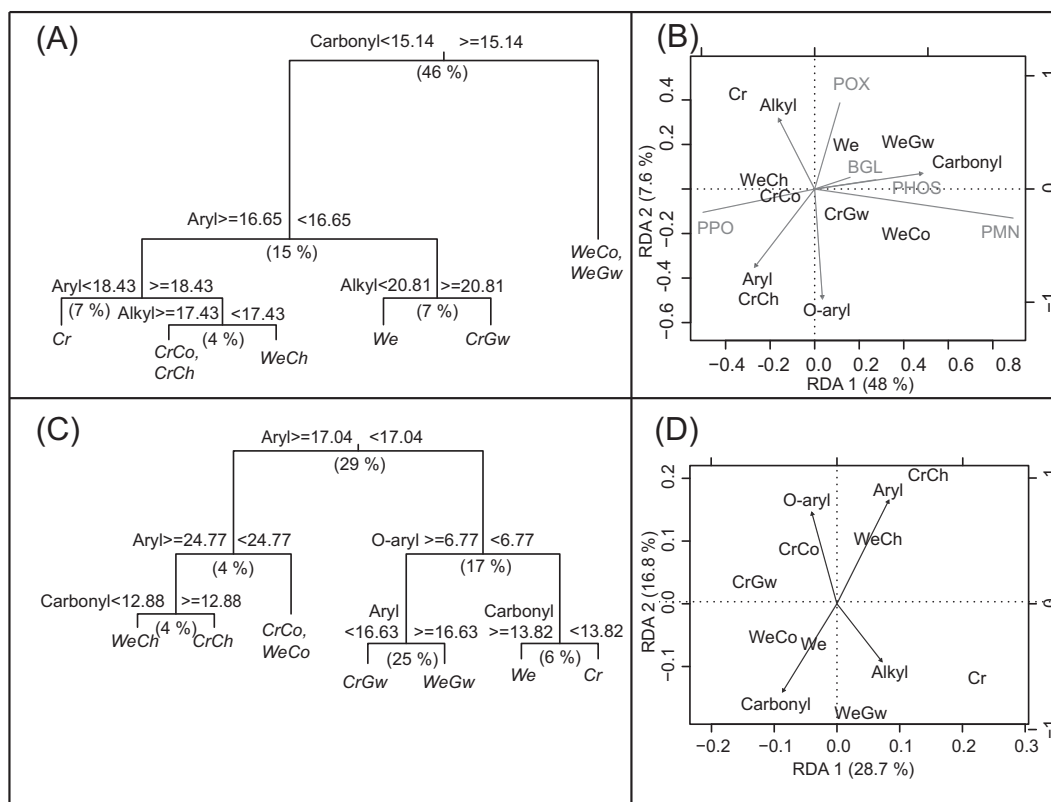 (A)
Carbonyl<15.14 >=15.14
(46 %)
Aryl>=16.65 <16.65
(15 %)
WeCo,
WeGw
Aryl<18.43 >=18.43
(7 %)
Alkyl>=17.43 <17.43
(4 %)
Alkyl<20.81 >=20.81
(7 %)
Cr
CrCo,
CrCh
WeCh
We
CrGw
(B)
RDA 2 (7.6 %)
0.4
0.2
0.0
−0.2
−0.4
−0.6
1
0
−1
Cr
Alkyl
POX
We
WeGw
BGL
Carbonyl
WeCh
CrCo
PHOS
CrGw
PPO
WeCo
PMN
Aryl
CrCh
O-aryl
−0.4 −0.2 0.0 0.2 0.4 0.6 0.8
RDA 1 (48 %)
(C)
Aryl>=17.04 <17.04
(29 %)
Aryl>=24.77 <24.77
(4 %)
O-aryl >=6.77 <6.77
(17 %)
Carbonyl<12.88 >=12.88
(4 %)
WeCh
CrCh
CrCo,
WeCo
Aryl
<16.63 >=16.63
(25 %)
CrGw
WeGw
Carbonyl
>=13.82 <13.82
(6 %)
We
Cr
(D)
RDA 2 (16.8 %)
0.2
0.1
0.0
−0.1
1
0
−1
CrCh
Aryl
O-aryl
WeCh
CrCo
CrGw
WeCo
We
Alkyl
Cr
Carbonyl
WeGw
−0.2 −0.1 0.0 0.1 0.2 0.3
RDA 1 (28.7 %)